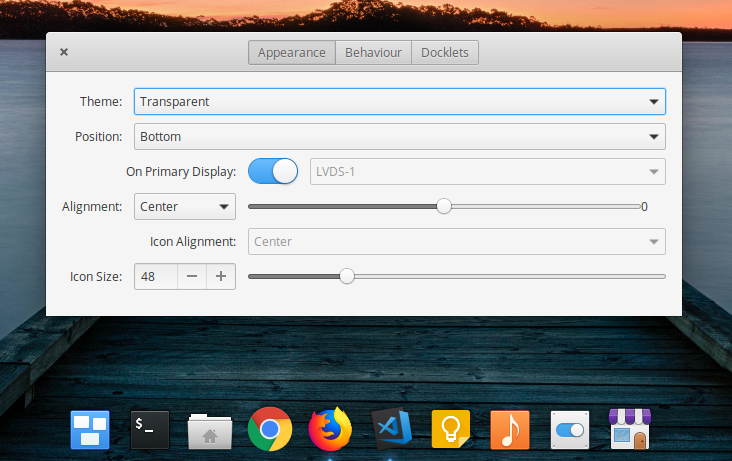 Appearance Behaviour Docklets
Theme: Transparent
Position: Bottom
On Primary Display: LVDS-1
Alignment: Center 0
Icon Alignment: Center
Icon Size: 48
$_